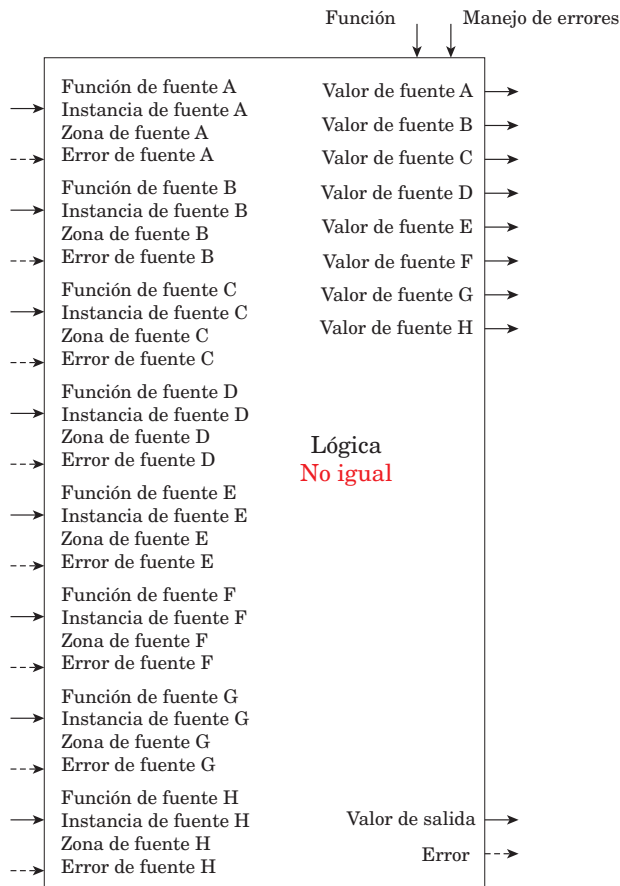 Función
Manejo de errores
Función de fuente A
Instancia de fuente A
Zona de fuente A
Error de fuente A
Función de fuente B
Instancia de fuente B
Zona de fuente B
Error de fuente B
Función de fuente C
Instancia de fuente C
Zona de fuente C
Error de fuente C
Función de fuente D
Instancia de fuente D
Zona de fuente D
Error de fuente D
Función de fuente E
Instancia de fuente E
Zona de fuente E
Error de fuente E
Función de fuente F
Instancia de fuente F
Zona de fuente F
Error de fuente F
Función de fuente G
Instancia de fuente G
Zona de fuente G
Error de fuente G
Función de fuente H
Instancia de fuente H
Zona de fuente H
Error de fuente H
Valor de fuente A
Valor de fuente B
Valor de fuente C
Valor de fuente D
Valor de fuente E
Valor de fuente F
Valor de fuente G
Valor de fuente H
Lógica
No igual
Valor de salida
Error